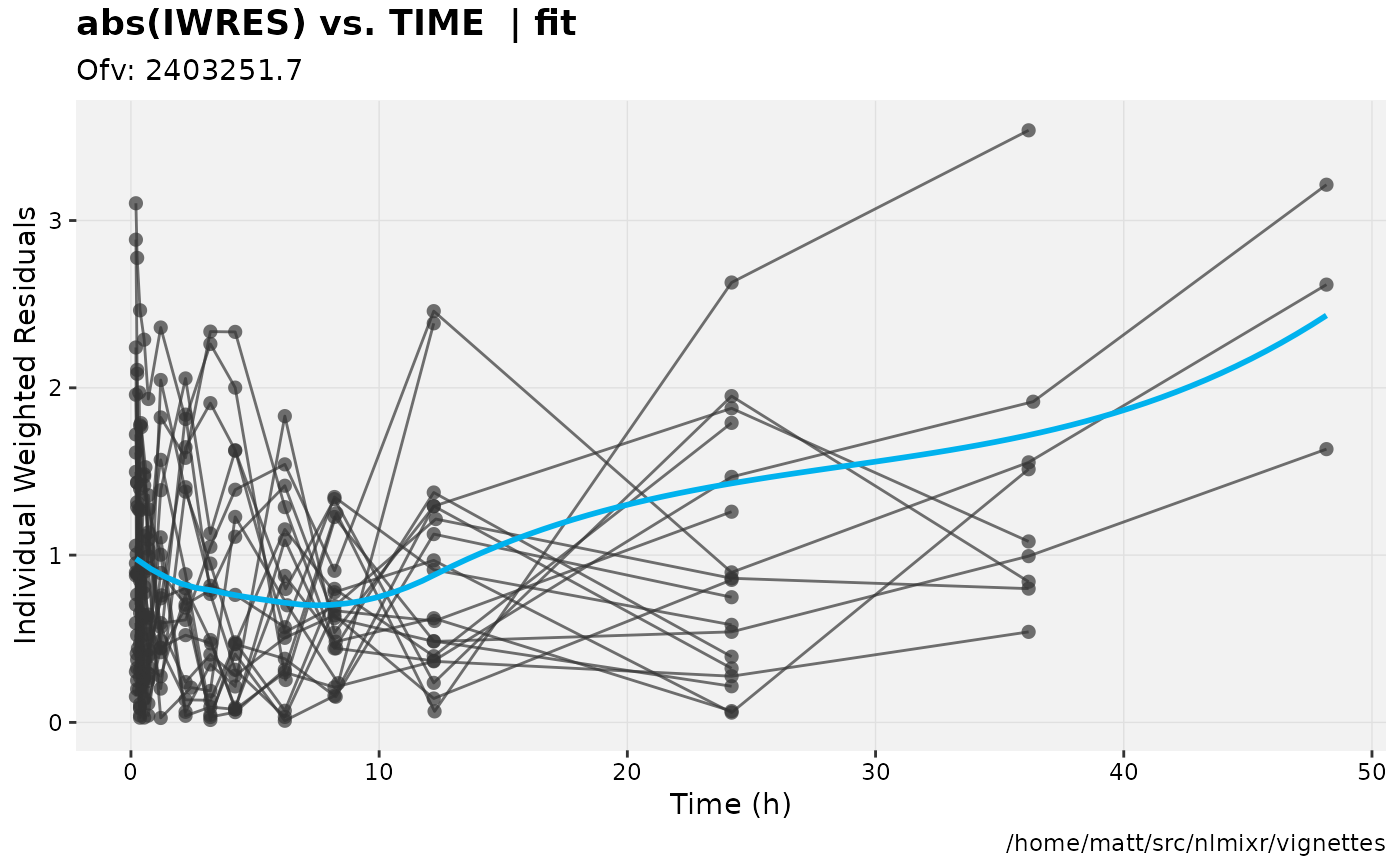 abs(IWRES) vs. TIME  | fit
Ofv: 2403251.7
Individual Weighted Residuals
3
2
1
0
0 10 20 30 40 50
Time (h)
/home/matt/src/nlmixr/vignettes